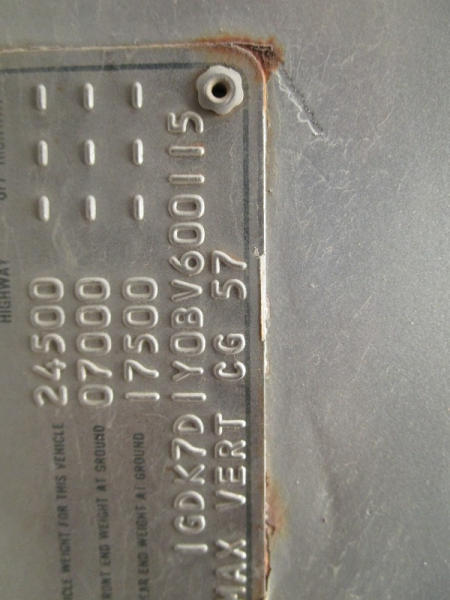 HIGHWAY OFF
WEIGHT FOR THIS VEHICLE 24500 - - -
END WEIGHT AT GROUND 07000 - - -
END WEIGHT AT GROUND 17500 - - -
1GDK7D1Y0BV600115
MAX VERT CG 57